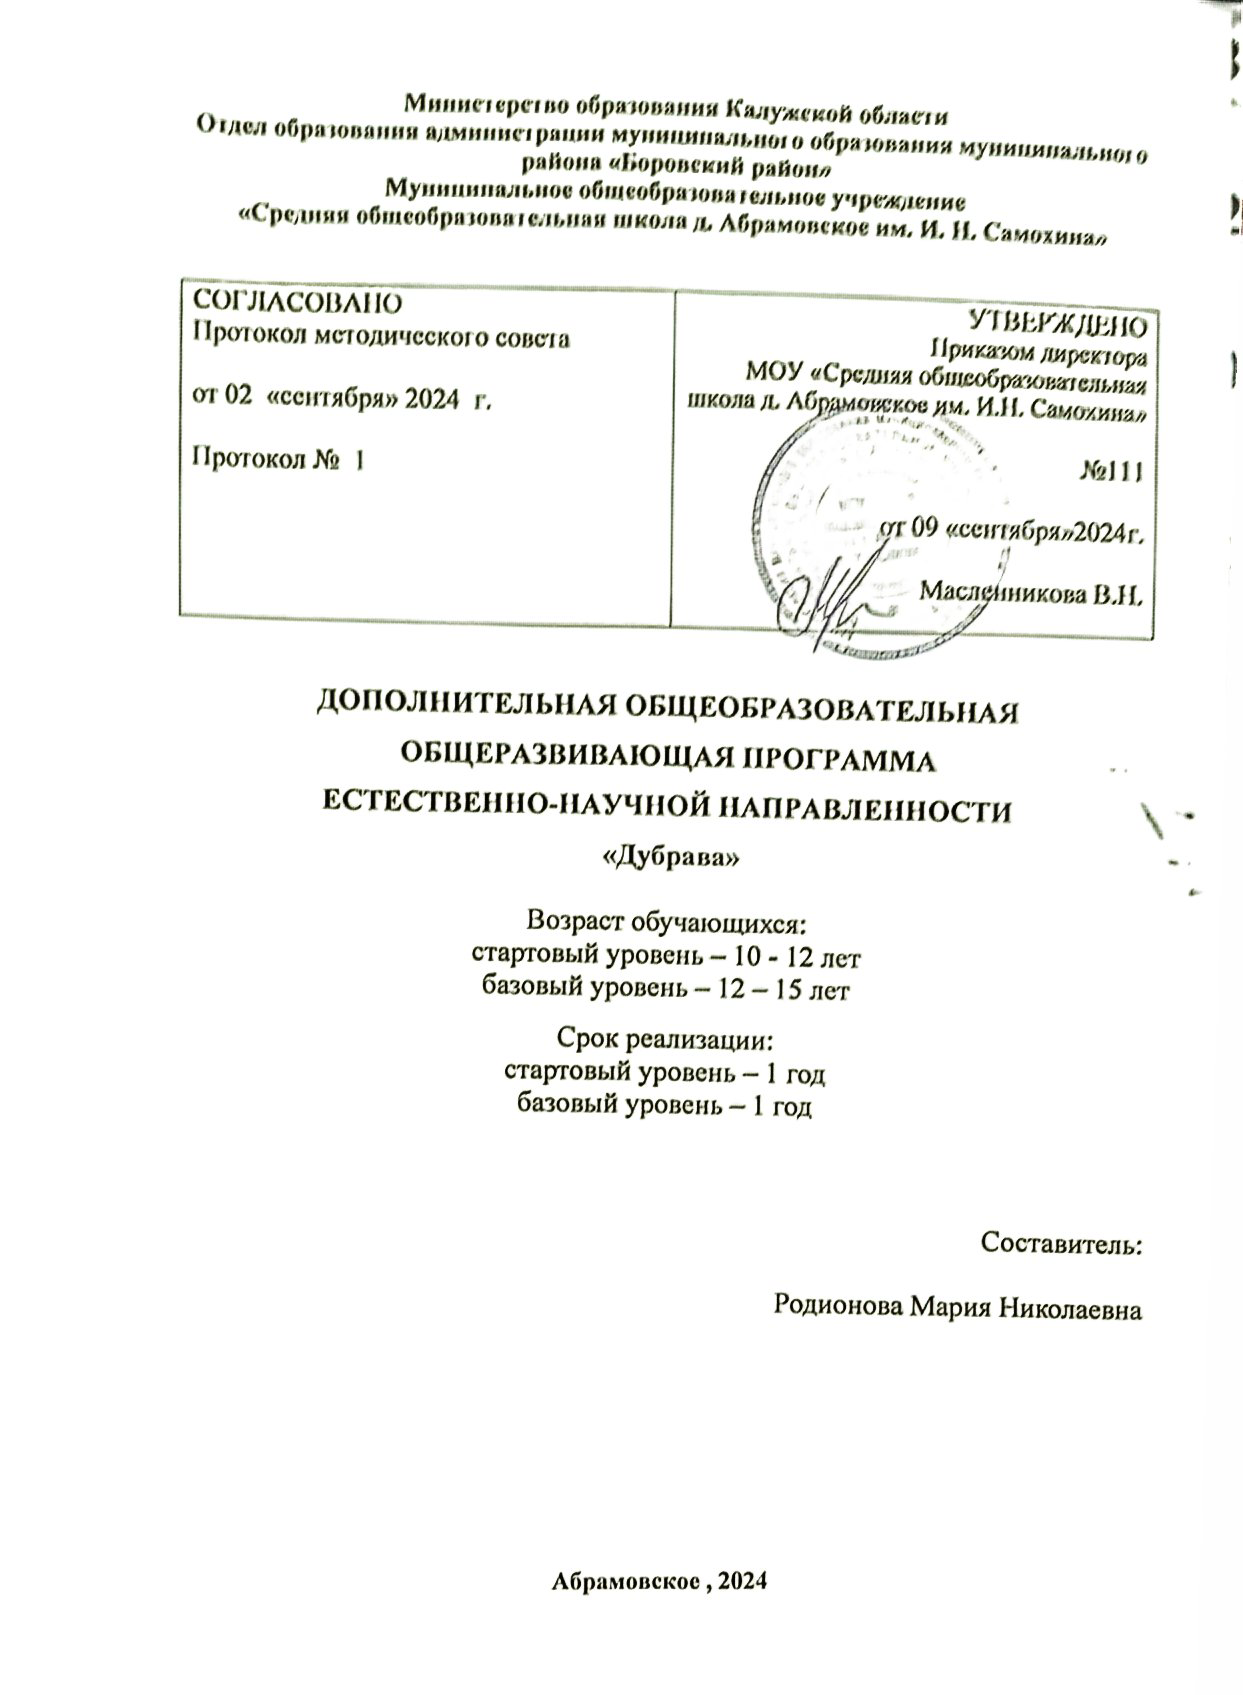 Министерство образования Калужской области
Отдел образования администрации муниципального образования муниципального
района «Боровский район»
Муниципальное общеобразовательное учреждение
«Средняя общеобразовательная школа д. Абрамовское им. И. Н. Самохина»
СОГЛАСОВАНО
Протокол методического совета
от 02 «сентября» 2024 г.
Протокол № 1
УТВЕРЖДЕНО
Приказом директора
МОУ «Средняя общеобразовательная
школа д. Абрамовское им. И.Н. Самохина»
№111
от 09 «сентября»2024г.
Масленникова В.Н.
ДОПОЛНИТЕЛЬНАЯ ОБЩЕОБРАЗОВАТЕЛЬНАЯ
ОБЩЕРАЗВИВАЮЩАЯ ПРОГРАММА
ЕСТЕСТВЕННО-НАУЧНОЙ НАПРАВЛЕННОСТИ
«Дубрава»
Возраст обучающихся:
стартовый уровень – 10 - 12 лет
базовый уровень – 12 – 15 лет
Срок реализации:
стартовый уровень – 1 год
базовый уровень – 1 год
Составитель:
Родионова Мария Николаевна
Абрамовское , 2024